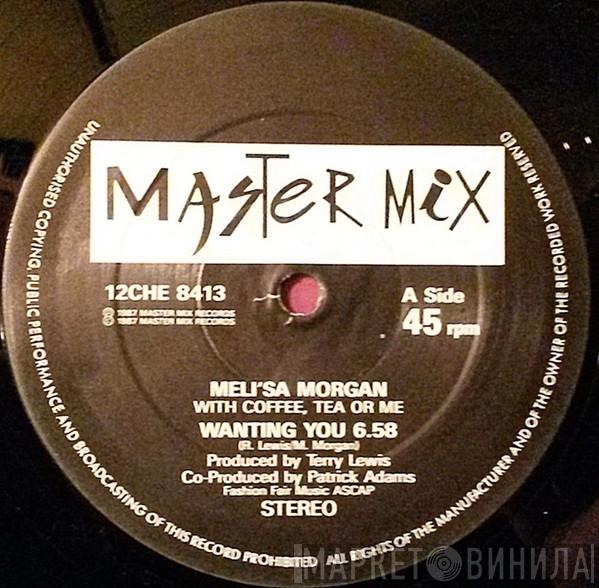 MASTER MiX
12CHE 8413
A Side
℗ 1987 MASTER MIX RECORDS
© 1987 MASTER MIX RECORDS
45 rpm
MELI'SA MORGAN
WITH COFFEE, TEA OR ME
WANTING YOU 6.58
(R. Lewis/M. Morgan)
Produced by Terry Lewis
Co-Produced by Patrick Adams
Fashion Fair Music ASCAP
STEREO
UNAUTHORISED COPYING, PUBLIC PERFORMANCE AND BROADCASTING OF THIS RECORD PROHIBITED ALL RIGHTS OF THE MANUFACTURER AND OF THE OWNER OF THE RECORDED WORK RESERVED
МАРКЕТОВИНИЛА